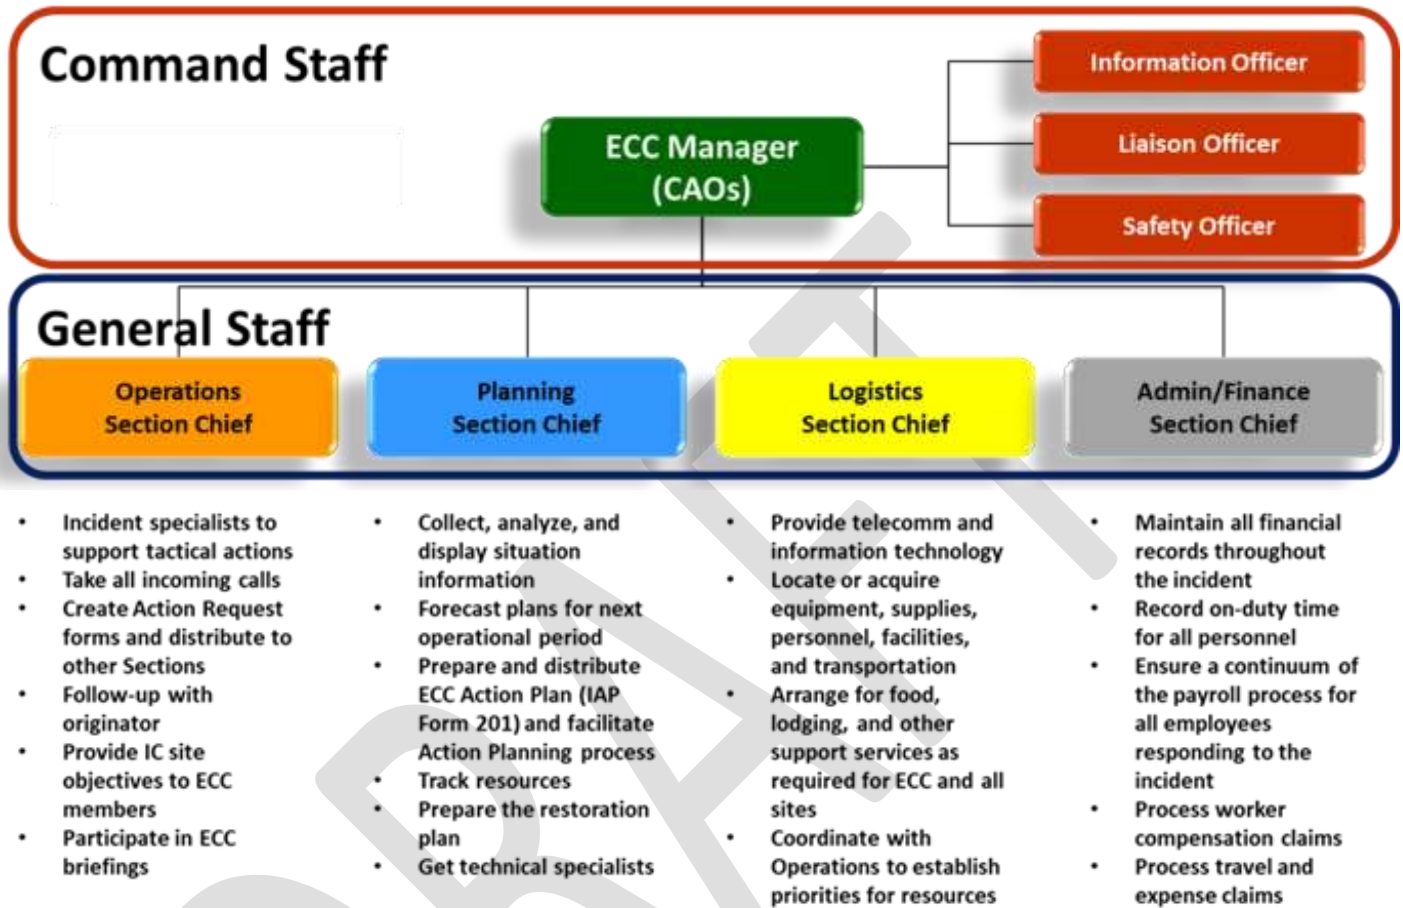 Command Staff
ECC Manager
(CAOs)
Information Officer
Liaison Officer
Safety Officer
General Staff
Operations
Section Chief
Planning
Section Chief
Logistics
Section Chief
Admin/Finance
Section Chief
• Incident specialists to
support tactical actions
• Take all incoming calls
• Create Action Request
forms and distribute to
other Sections
• Follow-up with
originator
• Provide IC site
objectives to ECC
members
• Participate in ECC
briefings
• Collect, analyze, and
display situation
information
• Forecast plans for next
operational period
• Prepare and distribute
ECC Action Plan (IAP
Form 201) and facilitate
Action Planning process
• Track resources
• Prepare the restoration
plan
• Get technical specialists
• Provide telecomm and
information technology
• Locate or acquire
equipment, supplies,
personnel, facilities,
and transportation
• Arrange for food,
lodging, and other
support services as
required for ECC and all
sites
• Coordinate with
Operations to establish
priorities for resources
• Maintain all financial
records throughout
the incident
• Record on-duty time
for all personnel
• Ensure a continuum of
the payroll process for
all employees
responding to the
incident
• Process worker
compensation claims
• Process travel and
expense claims
DRAFT